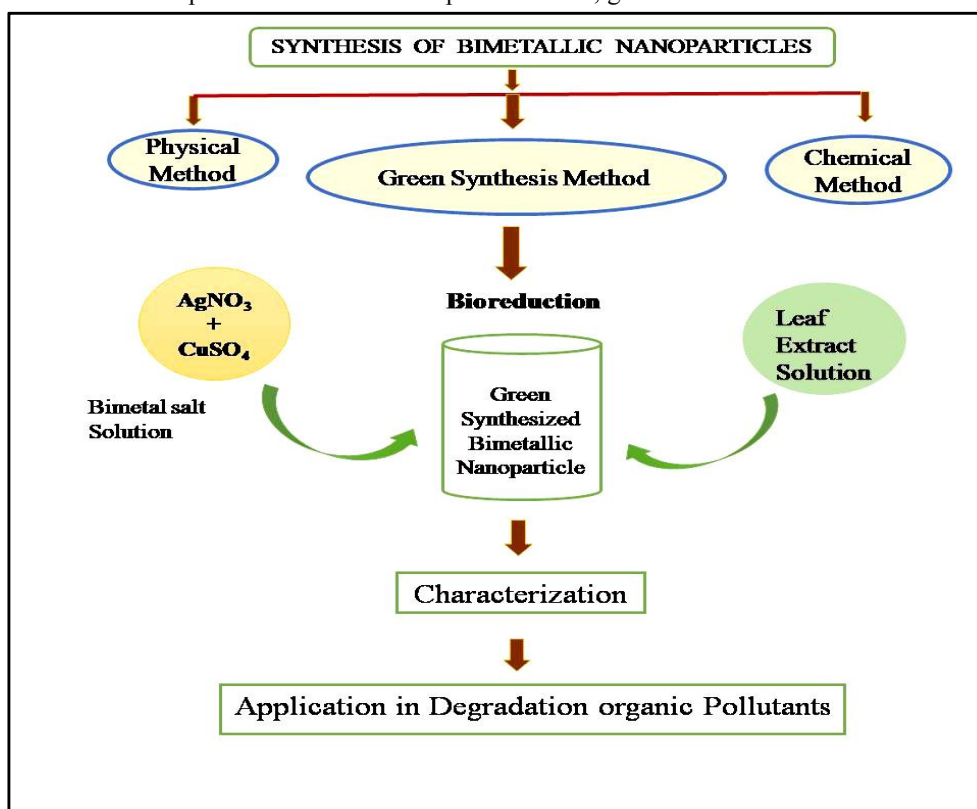 SYNTHESIS OF BIMETALLIC NANOPARTICLES
Physical
Method
Green Synthesis Method
Chemical
Method
AgNO₃
+
CuSO₄
Bimetal salt
Solution
Bioreduction
Green
Synthesized
Bimetallic
Nanoparticle
Leaf
Extract
Solution
Characterization
Application in Degradation organic Pollutants